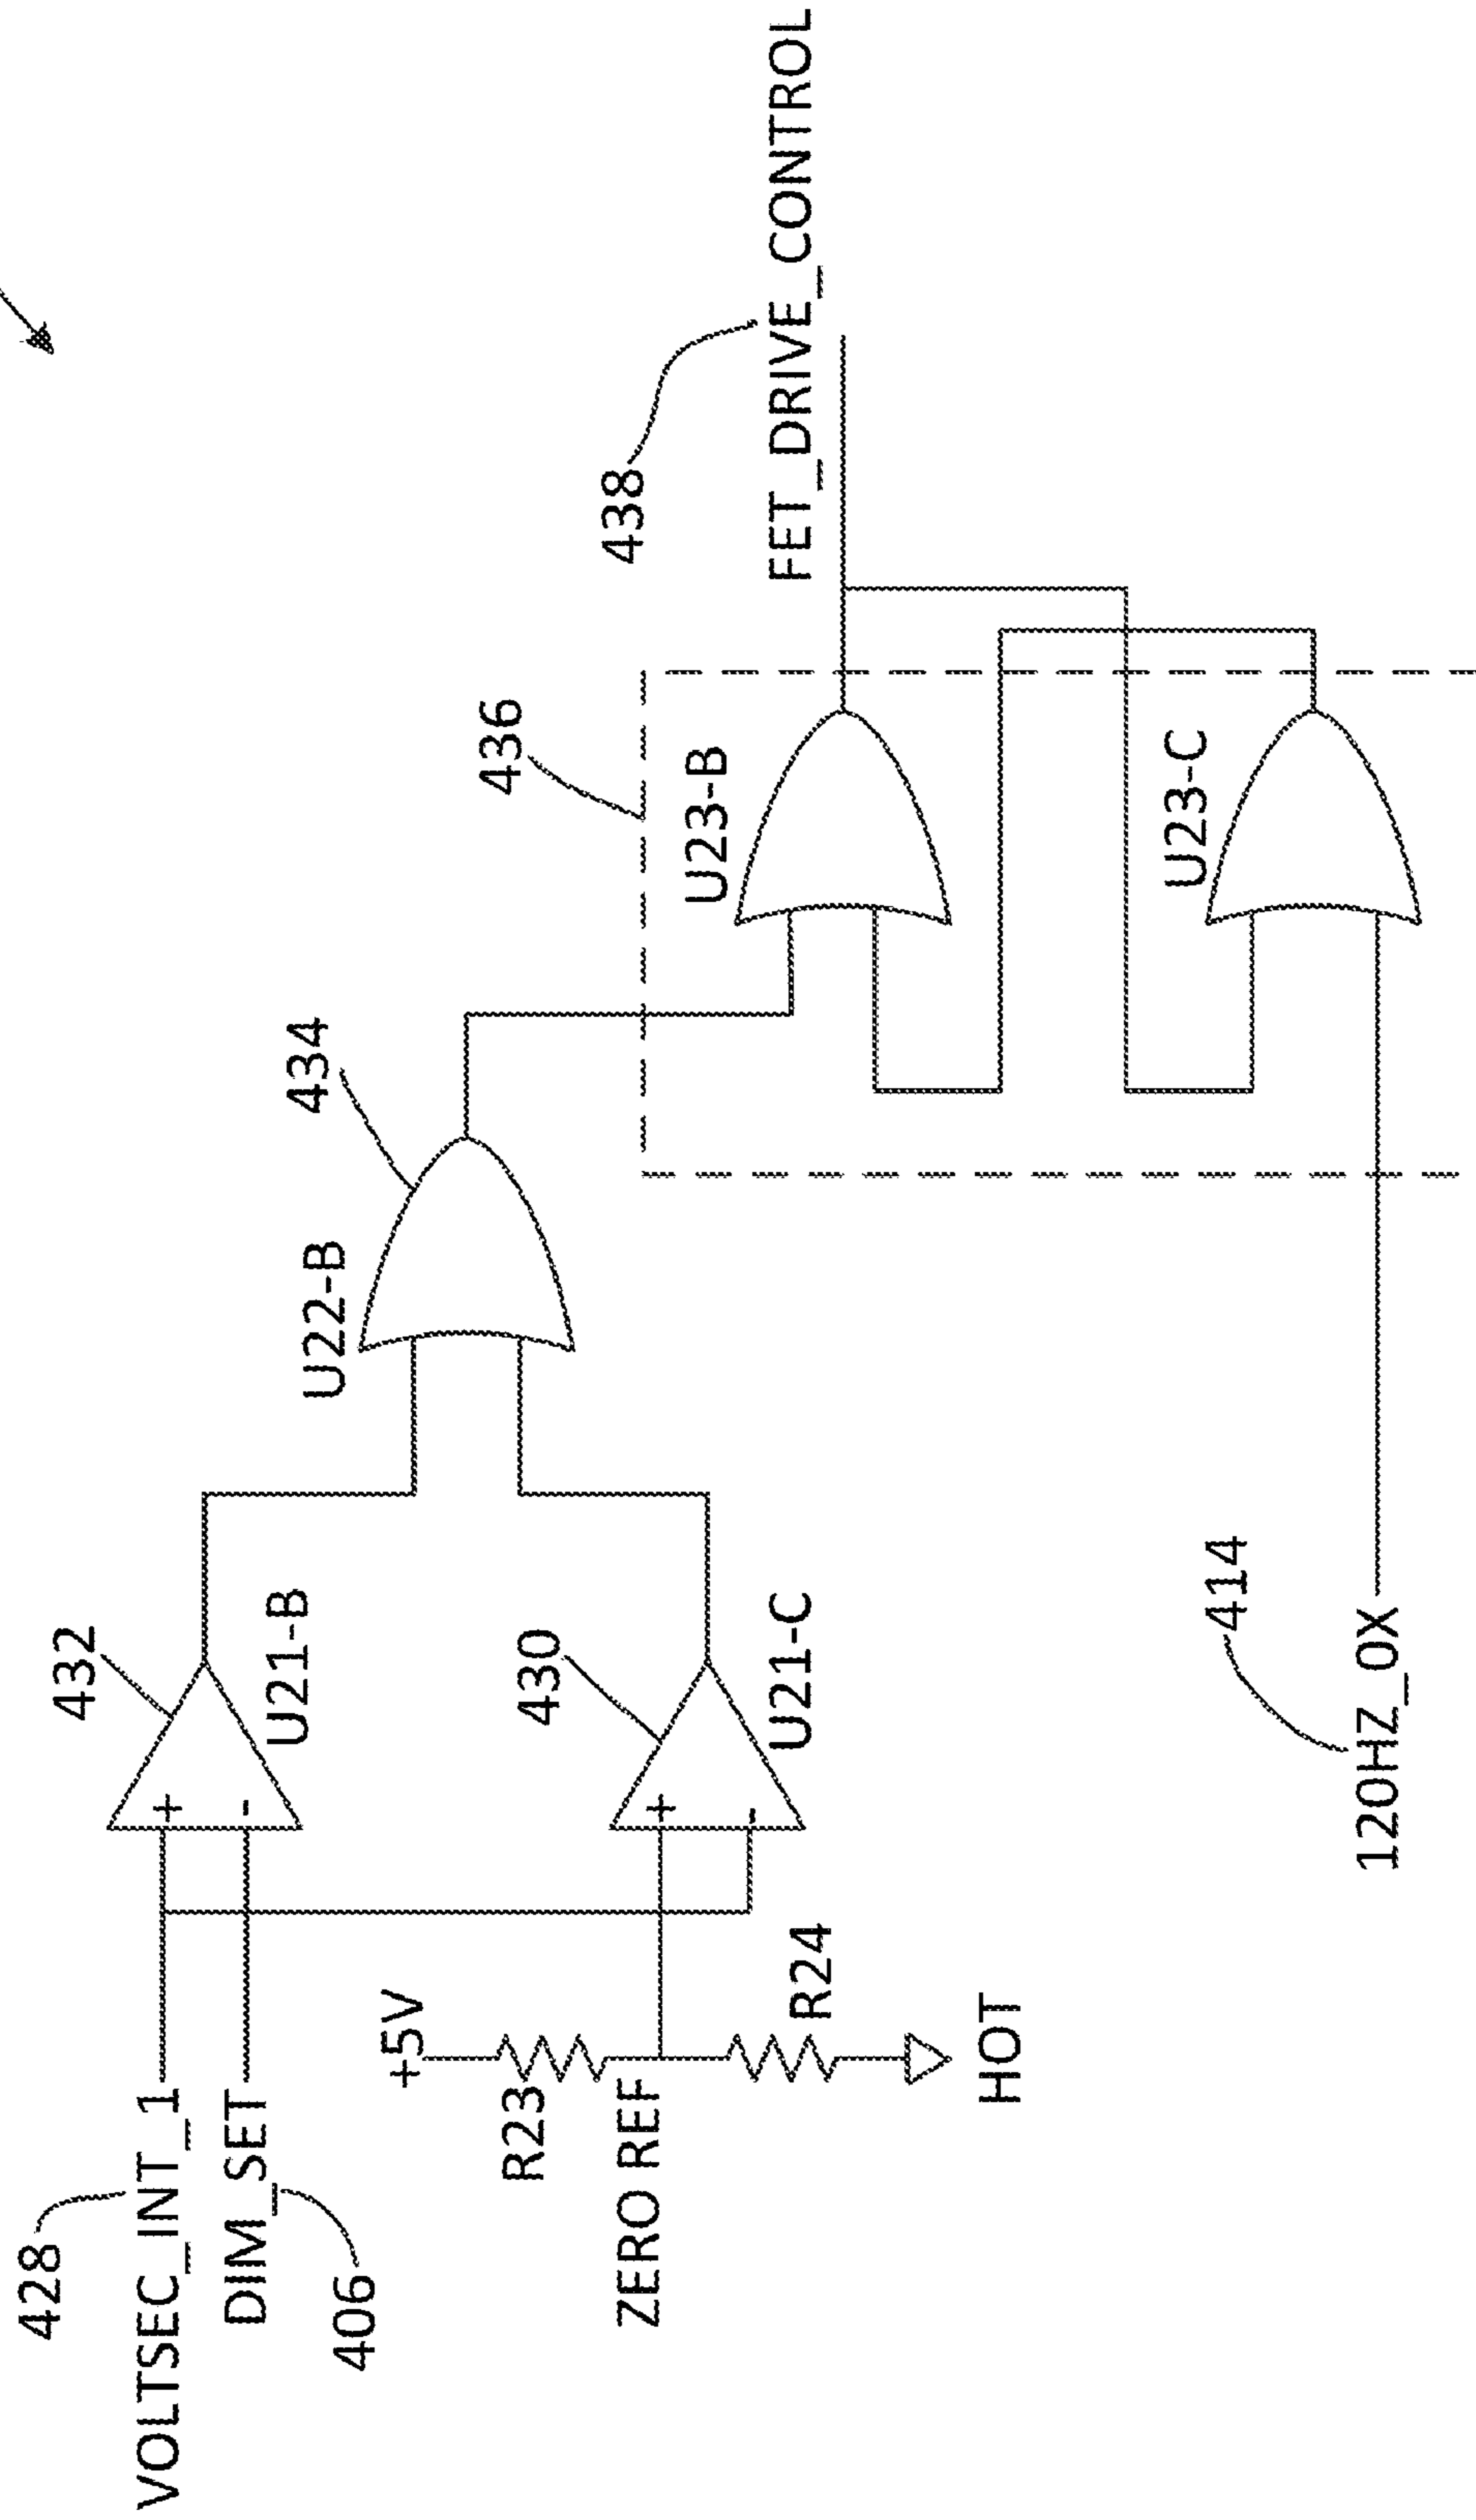 428
VOLTSEC_INT_1
DIM_SET
406
432
+
-
U21-B
+5V
R23
ZERO REF
R24
HOT
430
+
-
U21-C
U22-B
434
436
U23-B
438
FET_DRIVE_CONTROL
U23-C
414
120HZ_0X